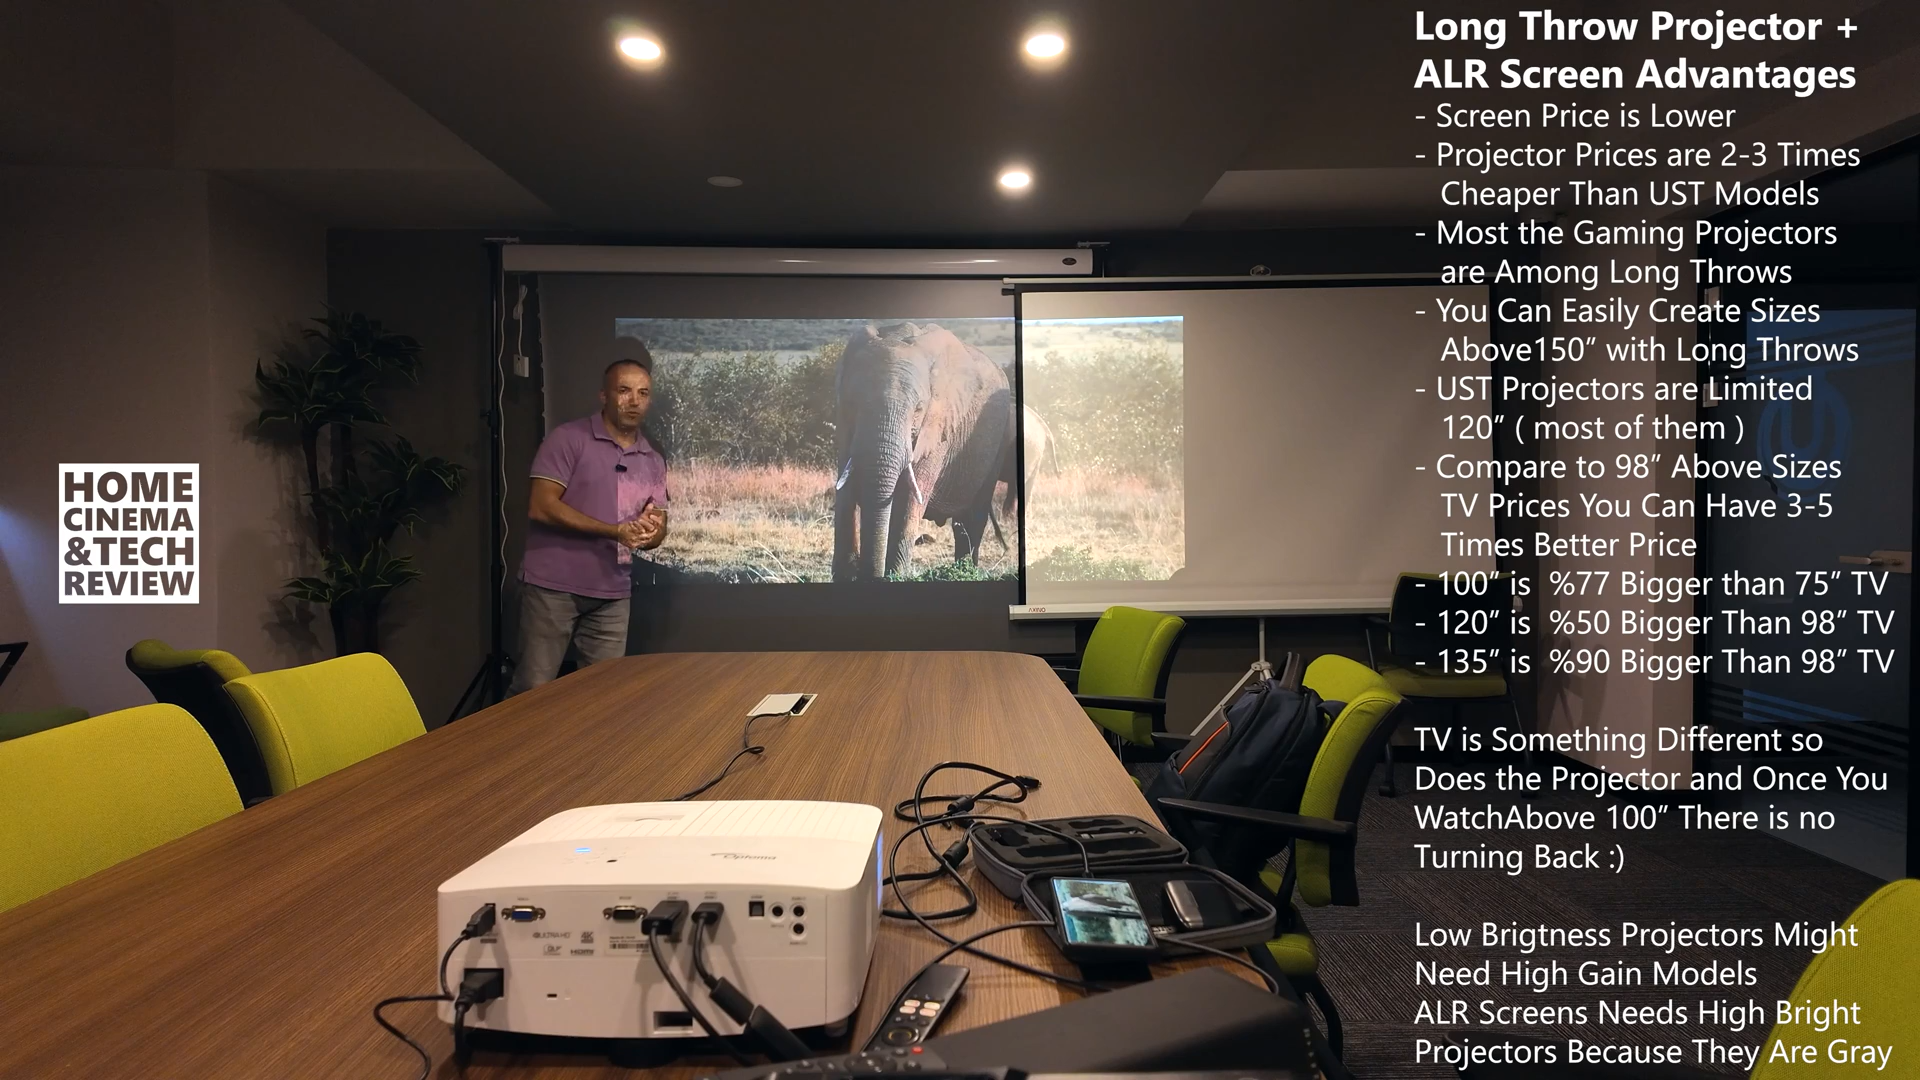 Long Throw Projector +
ALR Screen Advantages
- Screen Price is Lower
- Projector Prices are 2-3 Times
Cheaper Than UST Models
- Most the Gaming Projectors
are Among Long Throws
- You Can Easily Create Sizes
Above150” with Long Throws
- UST Projectors are Limited
120” ( most of them )
- Compare to 98” Above Sizes
TV Prices You Can Have 3-5
Times Better Price
- 100” is  %77 Bigger than 75” TV
- 120” is  %50 Bigger Than 98” TV
- 135” is  %90 Bigger Than 98” TV
TV is Something Different so
Does the Projector and Once You
WatchAbove 100” There is no
Turning Back :)
Low Brigtness Projectors Might
Need High Gain Models
ALR Screens Needs High Bright
Projectors Because They Are Gray
HOME
CINEMA
&TECH
REVIEW
Optoma
ULTRA HD
4K
DLP
HDMI